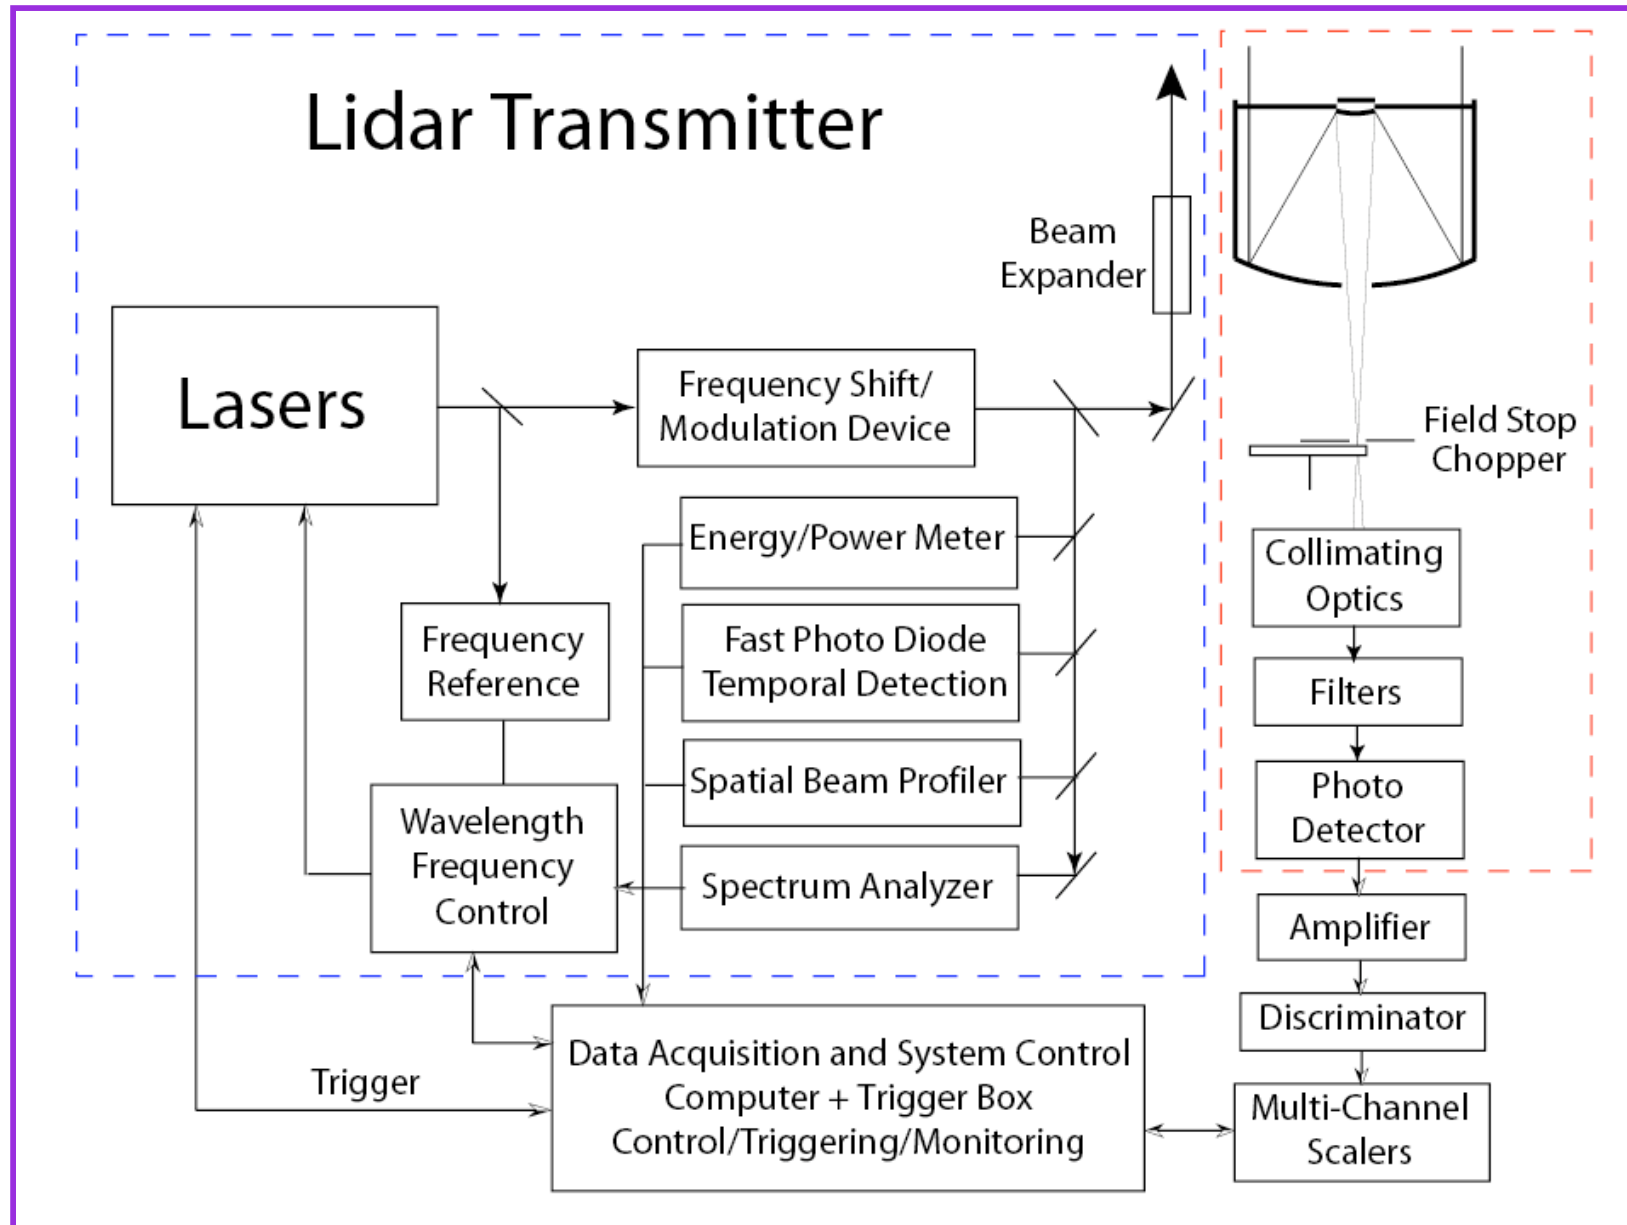 Lidar Transmitter
Beam
Expander
Lasers
Frequency Shift/
Modulation Device
Field Stop
Chopper
Energy/Power Meter
Collimating
Optics
Frequency
Reference
Fast Photo Diode
Temporal Detection
Filters
Spatial Beam Profiler
Photo
Detector
Wavelength
Frequency
Control
Spectrum Analyzer
Amplifier
Discriminator
Trigger
Data Acquisition and System Control
Computer + Trigger Box
Control/Triggering/Monitoring
Multi-Channel
Scalers